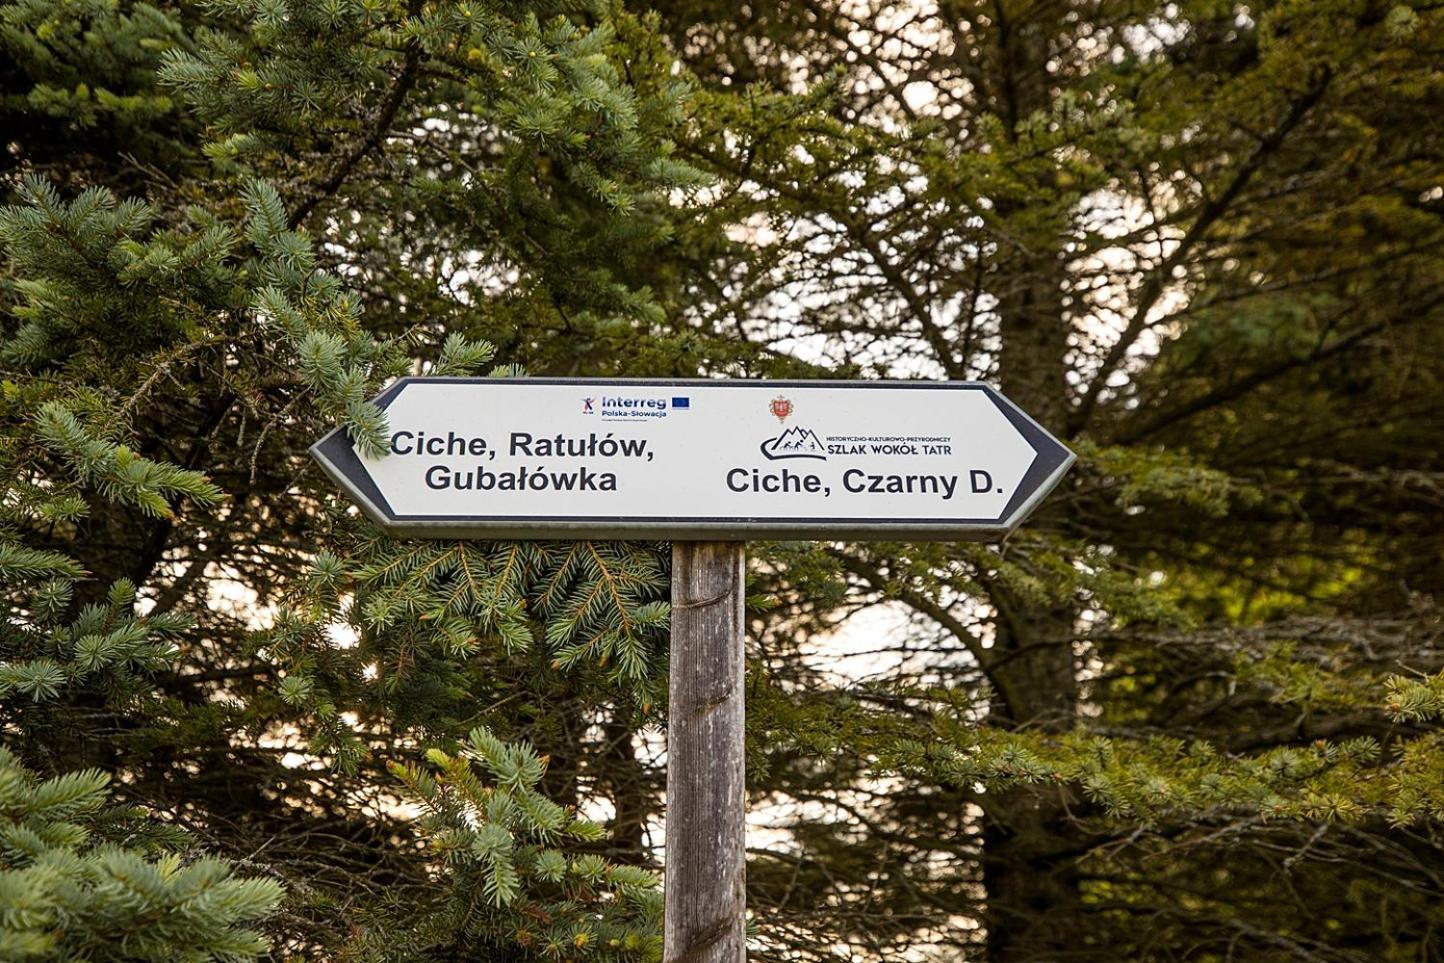 Interreg
Polska-Słowacja
Ciche, Ratułów,
Gubałówka
HISTORYCZNO-KULTUROWO-PRZYRODNICZY
SZLAK WOKÓŁ TATR
Ciche, Czarny D.